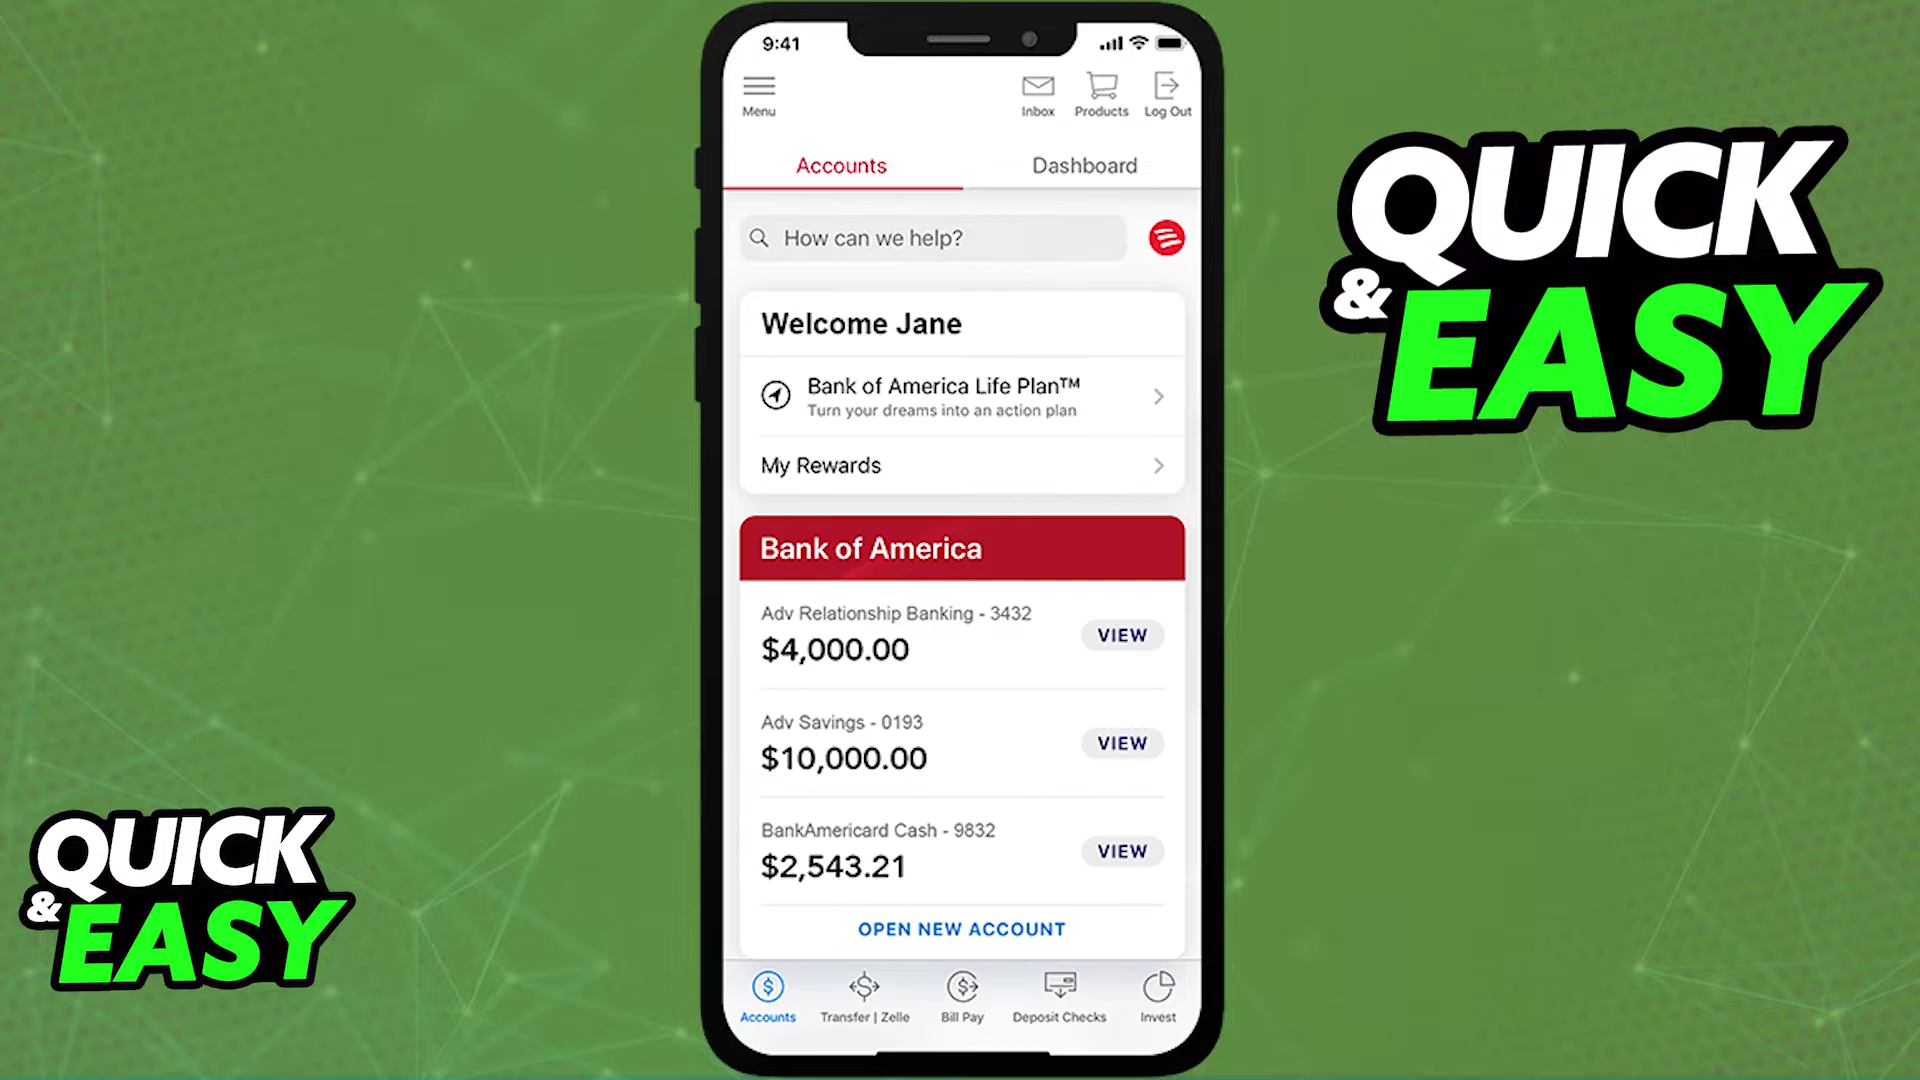 9:41
Menu
Inbox
Products
Log Out
Accounts
Dashboard
How can we help?
Welcome Jane
Bank of America Life Plan™
Turn your dreams into an action plan
My Rewards
Bank of America
Adv Relationship Banking - 3432
$4,000.00
VIEW
Adv Savings - 0193
$10,000.00
VIEW
BankAmericard Cash - 9832
$2,543.21
VIEW
OPEN NEW ACCOUNT
Accounts
Transfer | Zelle
Bill Pay
Deposit Checks
Invest
QUICK
& EASY
QUICK
& EASY